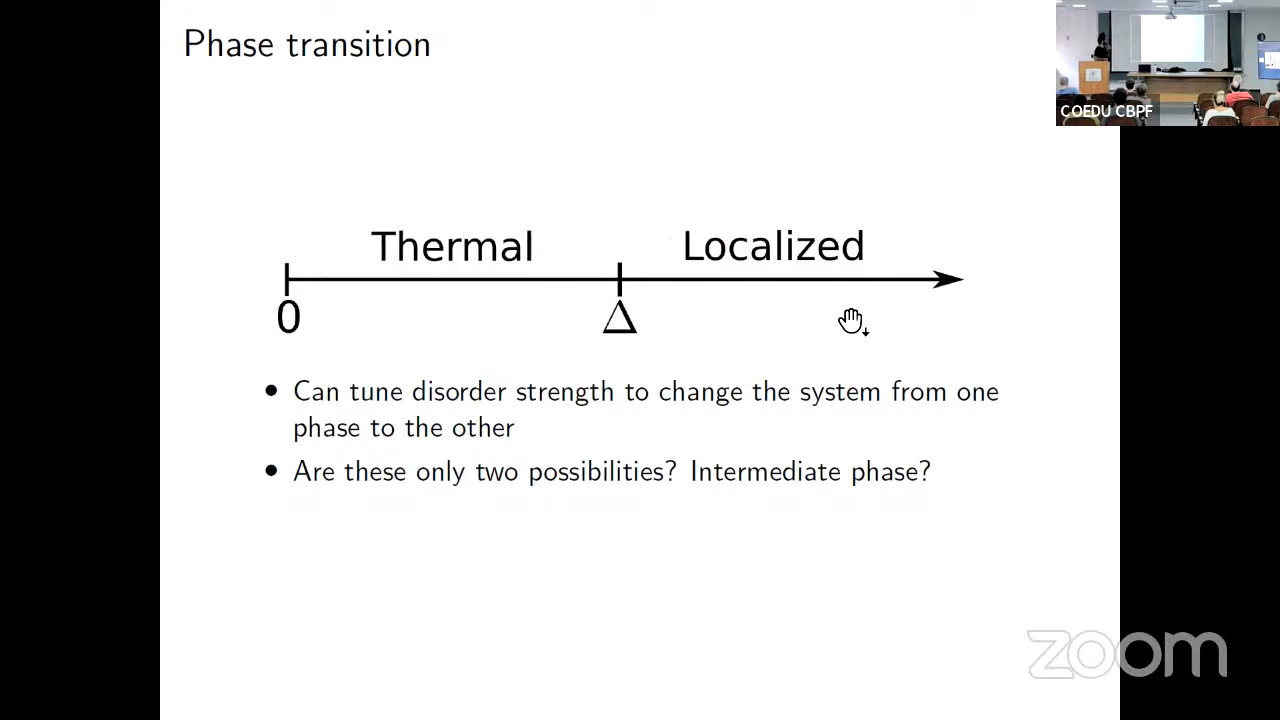 Phase transition
COEDU CBPF
Thermal Localized
0 Δ
• Can tune disorder strength to change the system from one
phase to the other
• Are these only two possibilities? Intermediate phase?
zoom